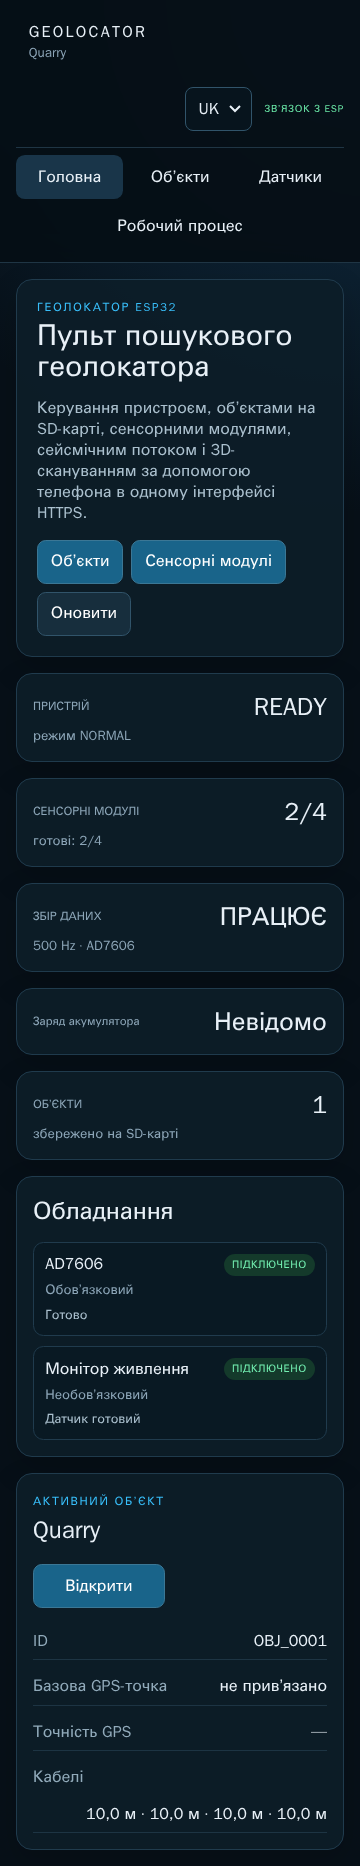 GEOLOCATOR
Quarry
UK
ЗВ'ЯЗОК З ESP
Головна
Об'єкти
Датчики
Робочий процес
ГЕОЛОКАТОР ESP32
Пульт пошукового
геолокатора
Керування пристроєм, об'єктами на
SD-карті, сенсорними модулями,
сейсмічним потоком і 3D-
скануванням за допомогою
телефона в одному інтерфейсі
HTTPS.
Об'єкти
Сенсорні модулі
Оновити
ПРИСТРІЙ
READY
режим NORMAL
СЕНСОРНІ МОДУЛІ
2/4
готові: 2/4
ЗБІР ДАНИХ
ПРАЦЮЄ
500 Hz · AD7606
Заряд акумулятора
Невідомо
ОБ'ЄКТИ
1
збережено на SD-карті
Обладнання
AD7606
ПІДКЛЮЧЕНО
Обов'язковий
Готово
Монітор живлення
ПІДКЛЮЧЕНО
Необов'язковий
Датчик готовий
АКТИВНИЙ ОБ'ЄКТ
Quarry
Відкрити
ID
OBJ_0001
Базова GPS-точка
не прив'язано
Точність GPS
—
Кабелі
10,0 м · 10,0 м · 10,0 м · 10,0 м